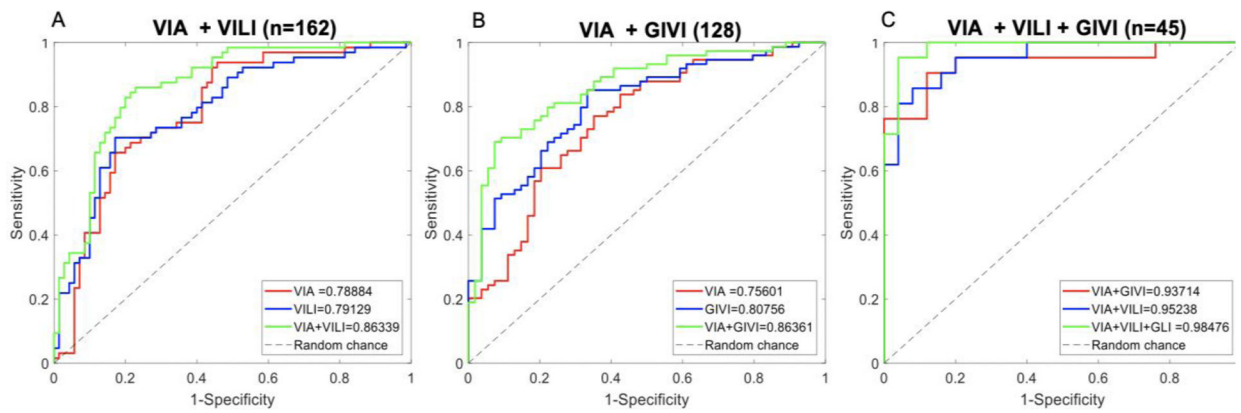 A
VIA + VILI (n=162)
Sensitivity
1
0.8
0.6
0.4
0.2
0
0
0.2
0.4
0.6
0.8
1
1-Specificity
VIA =0.78884
VILI=0.79129
VIA+VILI=0.86339
Random chance
B
VIA + GIVI (128)
Sensitivity
1
0.8
0.6
0.4
0.2
0
0
0.2
0.4
0.6
0.8
1
1-Specificity
VIA =0.75601
GIVI=0.80756
VIA+GIVI=0.86361
Random chance
C
VIA + VILI + GIVI (n=45)
Sensitivity
1
0.8
0.6
0.4
0.2
0
0
0.2
0.4
0.6
0.8
1-Specificity
VIA+GIVI=0.93714
VIA+VILI=0.95238
VIA+VILI+GLI =0.98476
Random chance